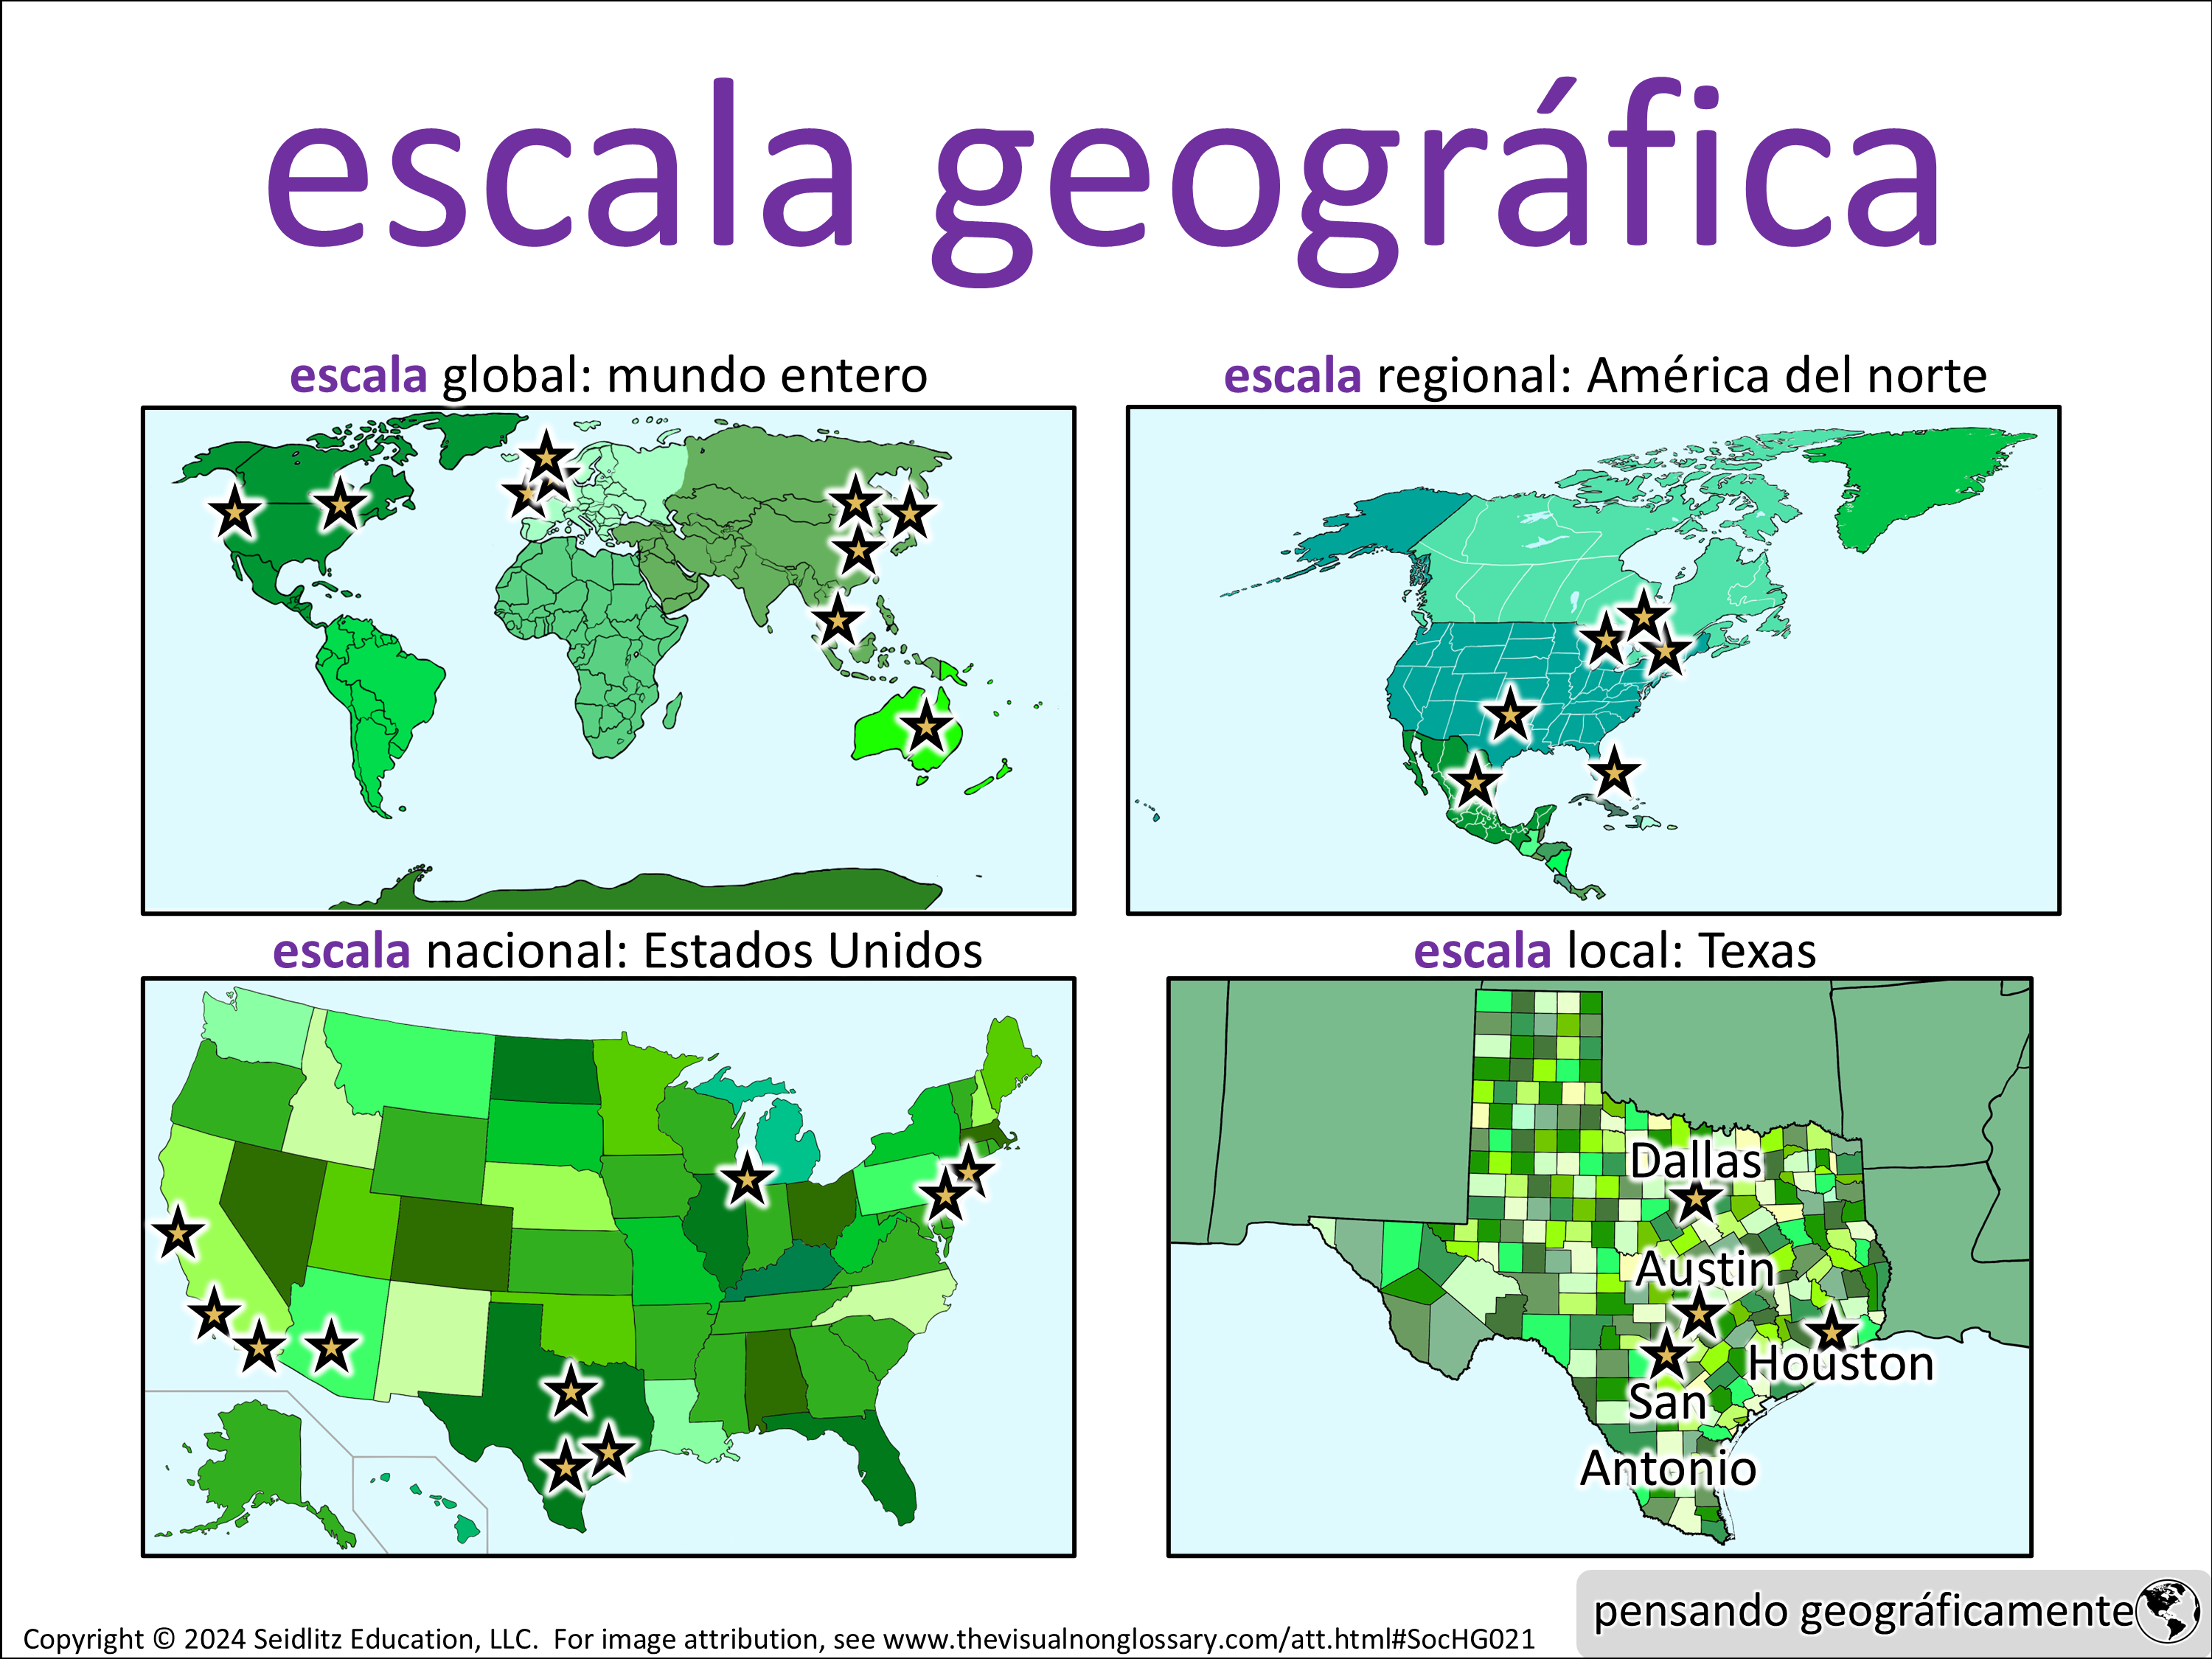 escala geográfica
escala global: mundo entero
escala regional: América del norte
escala nacional: Estados Unidos
escala local: Texas
Dallas
Austin
Houston
San
Antonio
pensando geográficamente
Copyright © 2024 Seidlitz Education, LLC.  For image attribution, see www.thevisualnonglossary.com/att.html#SocHG021